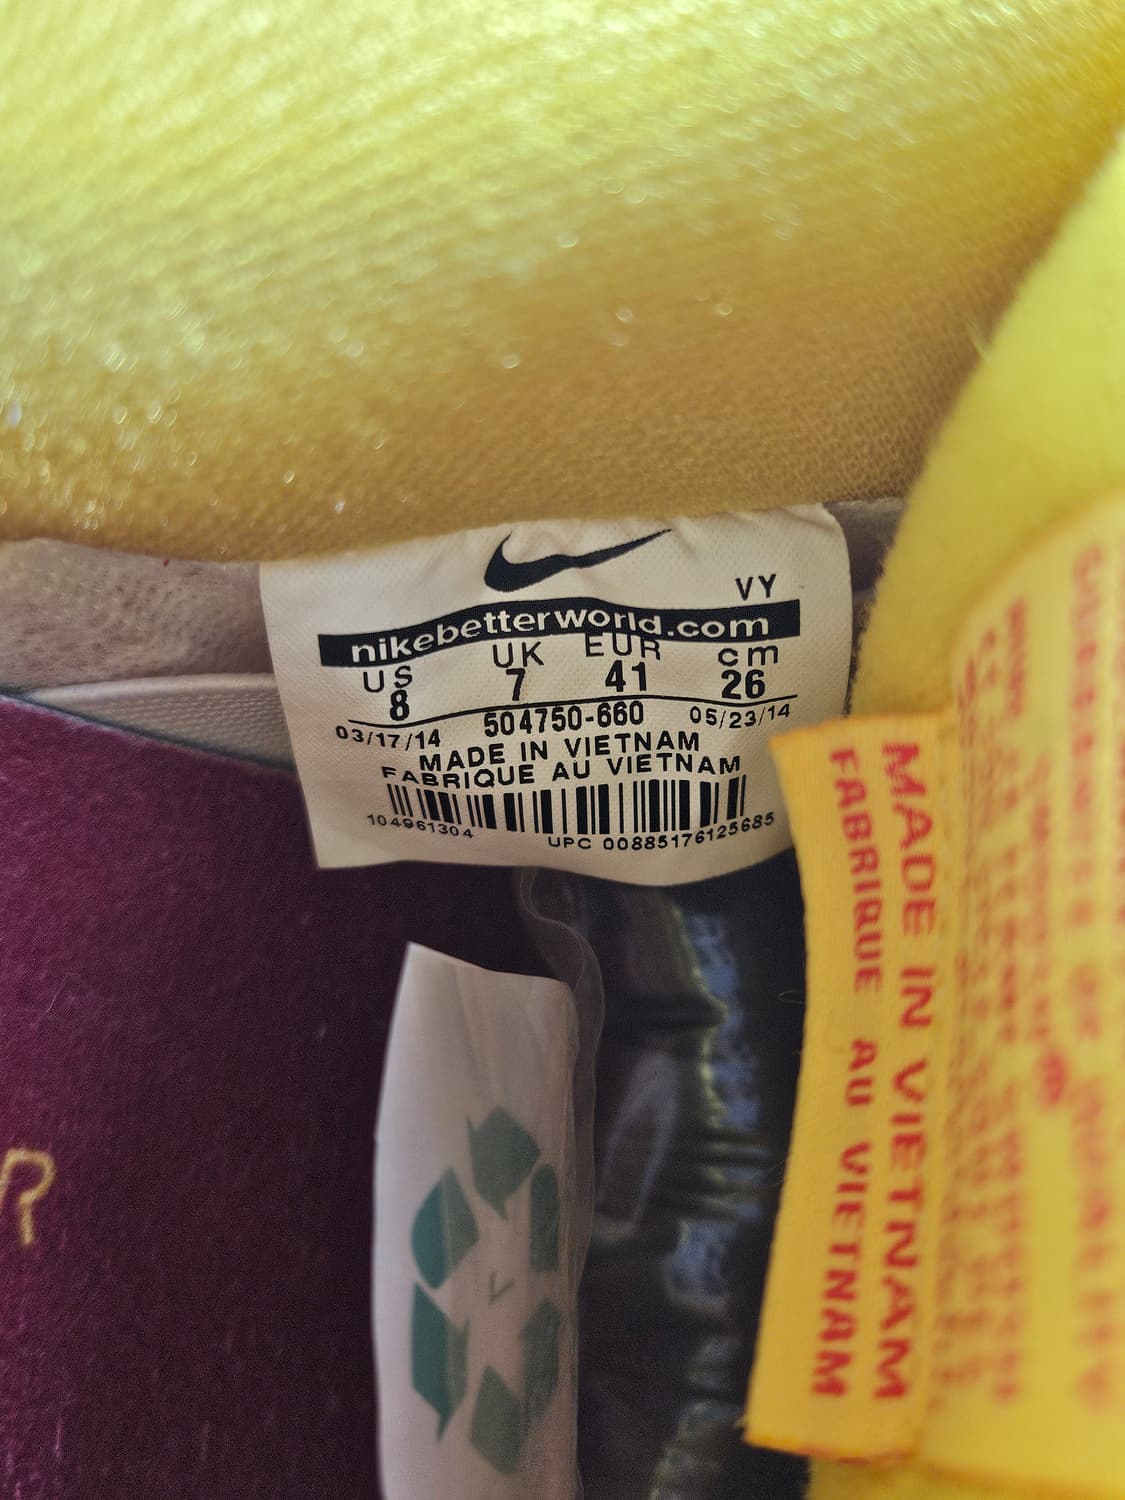 VY
nikebetterworld.com
US UK EUR cm
8 7 41 26
03/17/14 504750-660 05/23/14
MADE IN VIETNAM
FABRIQUE AU VIETNAM
104961304
UPC 00885176125685
R
MADE IN VIETNAM
FABRIQUE AU VIETNAM